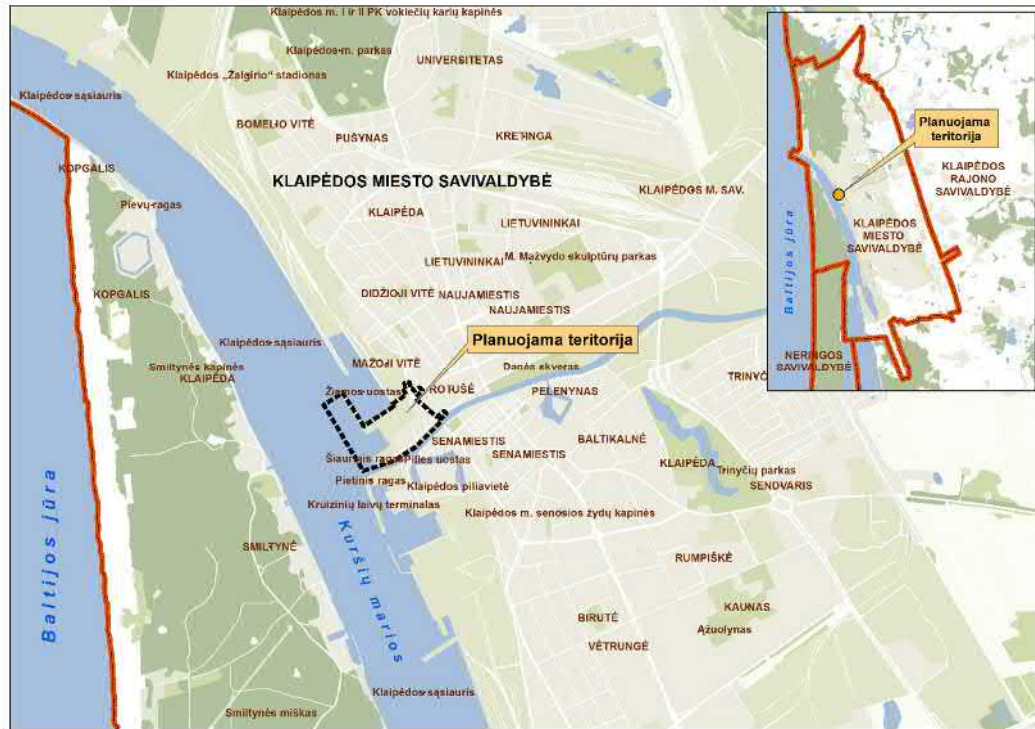 Klaipėdos m. I ir II PK vokiečių karių kapinės
Klaipėdos m. parkas
UNIVERSITETAS
Klaipėdos „Žalgirio“ stadionas
Klaipėdos sąsiauris
BOMELIO VITĖ
PUŠYNAS
KRETINGA
KOPGALIS
KLAIPĖDOS MIESTO SAVIVALDYBĖ
KLAIPĖDOS M. SAV.
Pievų ragas
KLAIPĖDA
LIETUVININKAI
LIETUVININKAI
M. Mažvydo skulptūrų parkas
KOPGALIS
DIDŽIOJI VITĖ
NAUJAMIESTIS
NAUJAMIESTIS
Klaipėdos sąsiauris
Planuojama teritorija
MAŽOJI VITĖ
Danės skveras
Smiltynės kapinės
KLAIPĖDA
Žiemos uostas
ROTUŠĖ
PELENYNAS
TRINYČI
SENAMIESTIS
SENAMIESTIS
BALTIKALNĖ
Šiaurinis ragas
Pilies uostas
KLAIPĖDA
Trinyčių parkas
Pietinis ragas
Klaipėdos piliavietė
SENDVARIS
Kruizinių laivų terminalas
Klaipėdos m. senosios žydų kapinės
SMILTYNĖ
RUMPIŠKĖ
Baltijos jūra
Kuršių marios
KAUNAS
BIRUTĖ
Ąžuolynas
VĖTRUNGĖ
Klaipėdos sąsiauris
Smiltynės miškas
Planuojama
teritorija
KLAIPĖDOS
RAJONO
SAVIVALDYBĖ
KLAIPĖDOS
MIESTO
SAVIVALDYBĖ
Baltijos jūra
NERINGOS
SAVIVALDYBĖ